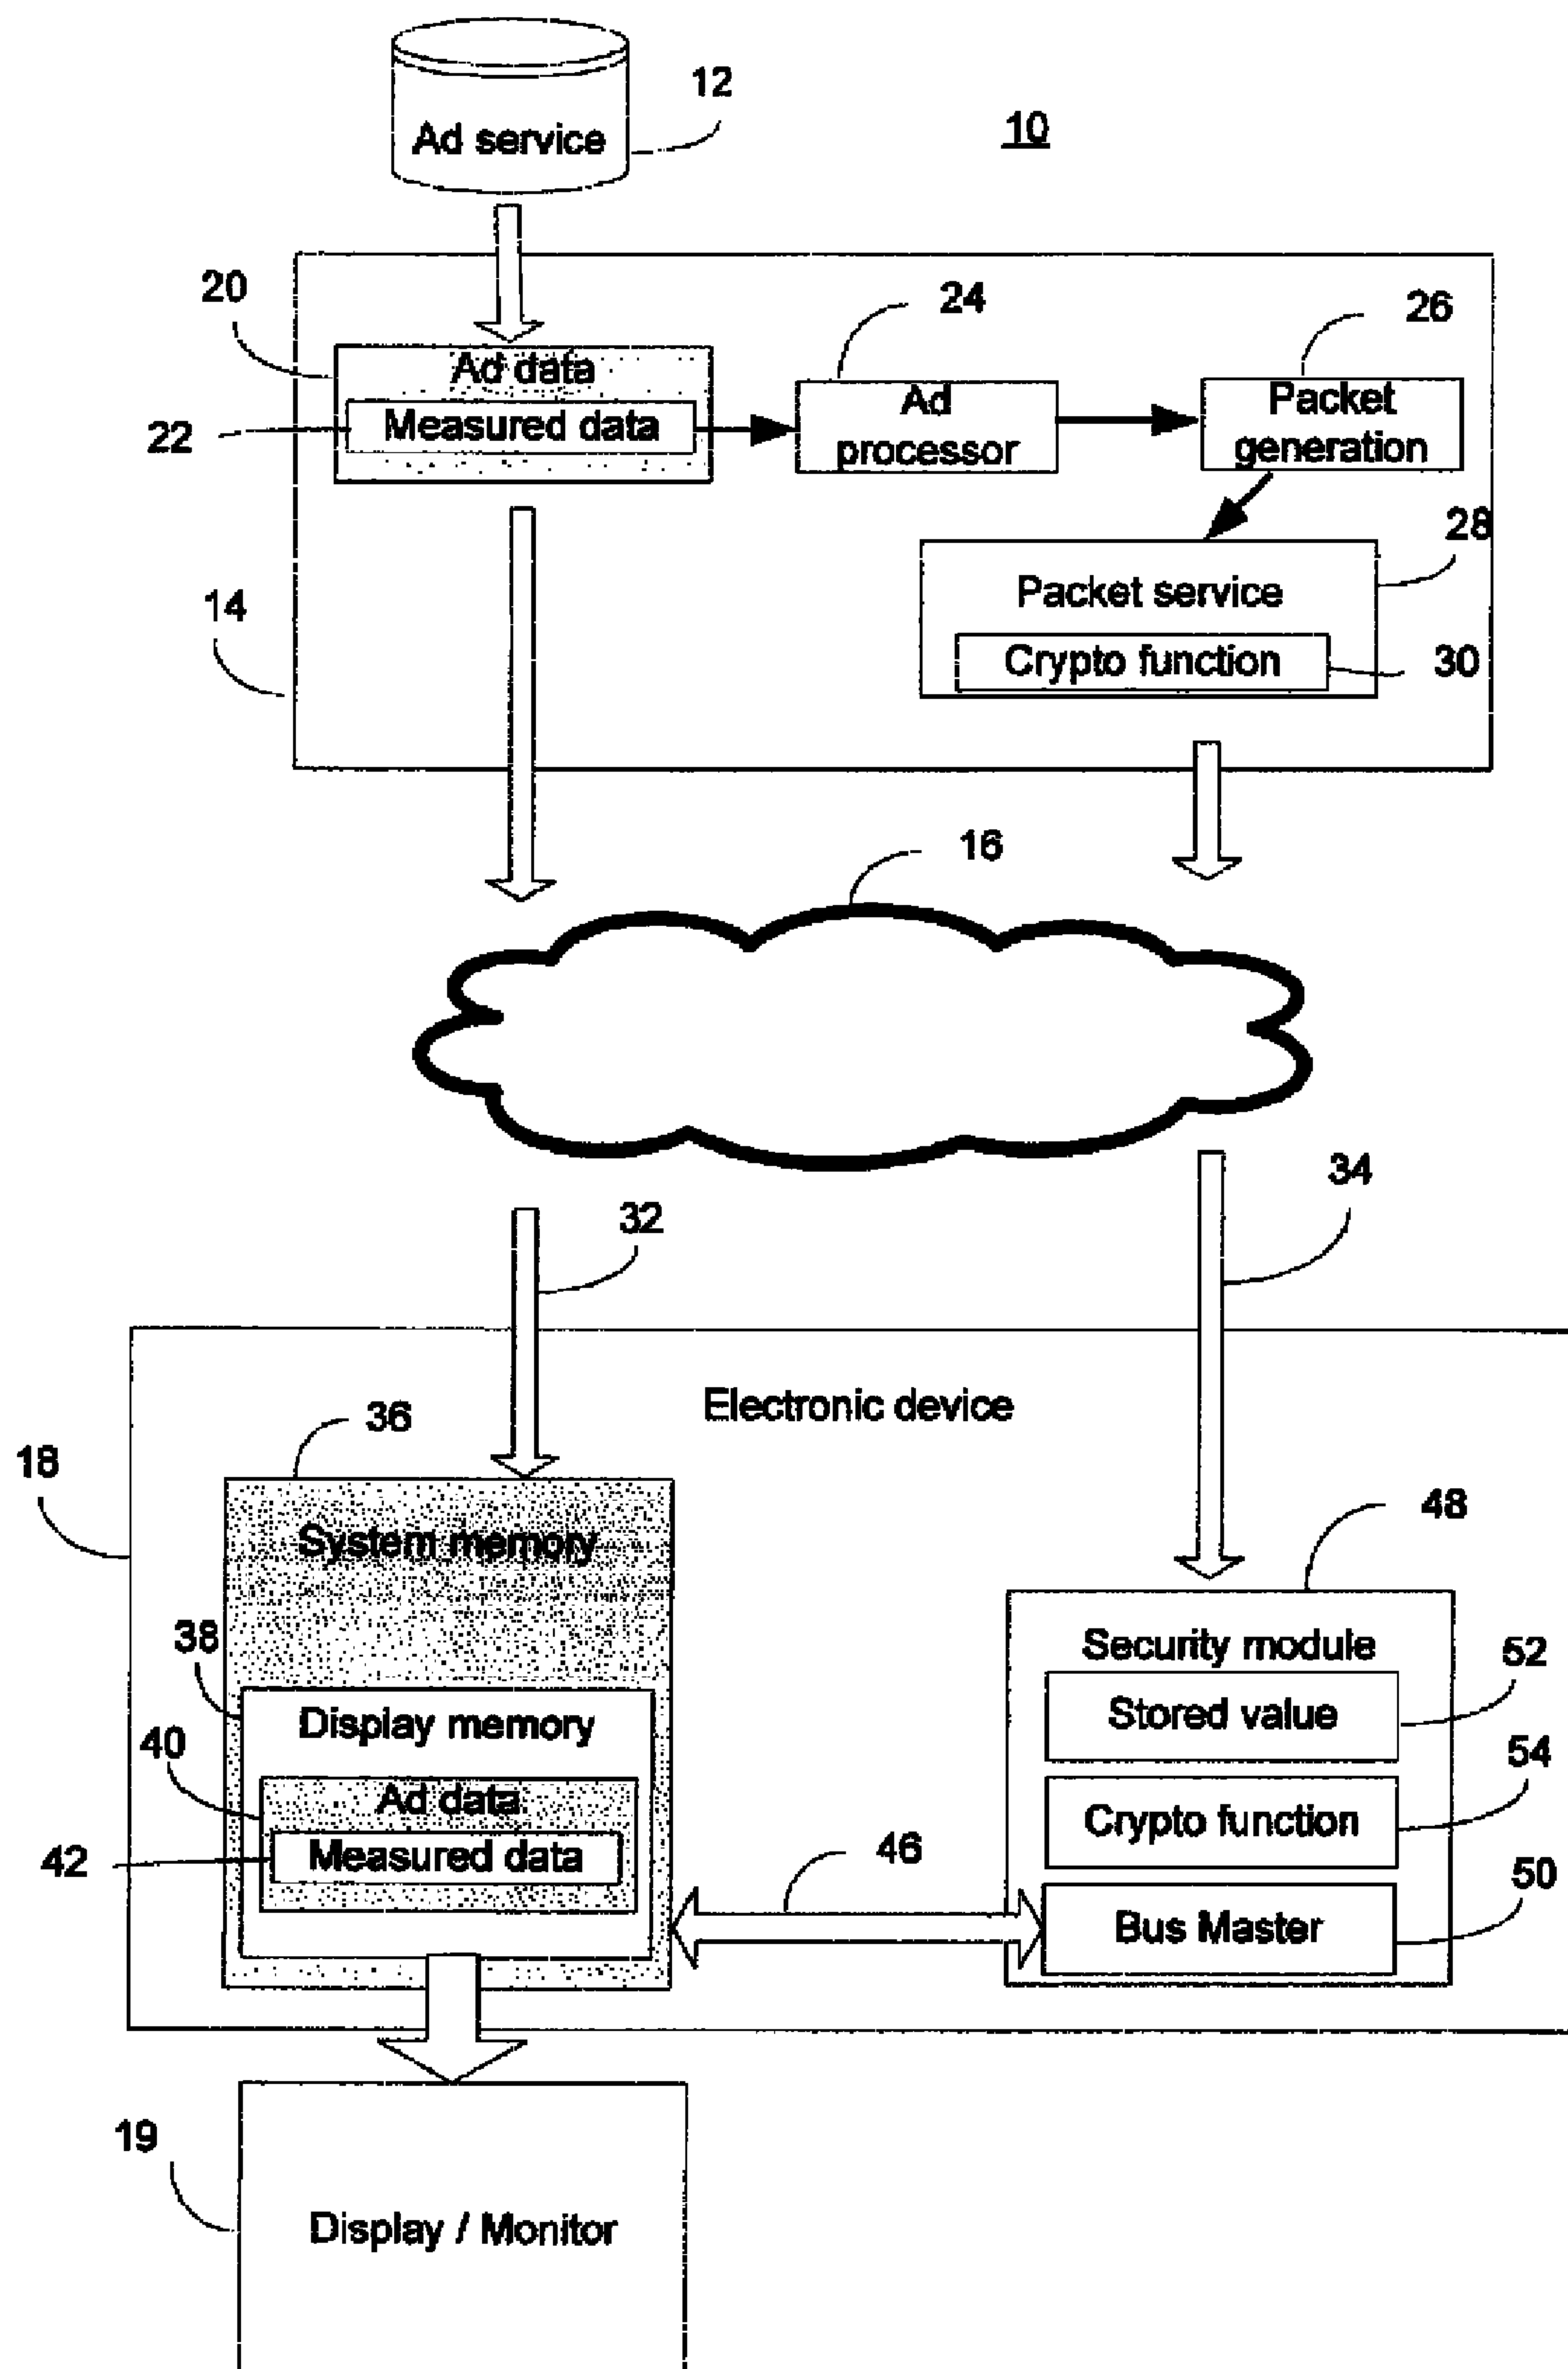 12
Ad service
10
20
24
26
Ad data
Measured data
22
Ad
processor
Packet
generation
28
Packet service
14
Crypto function
30
16
32
34
Electronic device
36
18
System memory
48
38
Security module
52
Display memory
Stored value
40
54
Ad data
Crypto function
42
Measured data
46
50
Bus Master
19
Display / Monitor